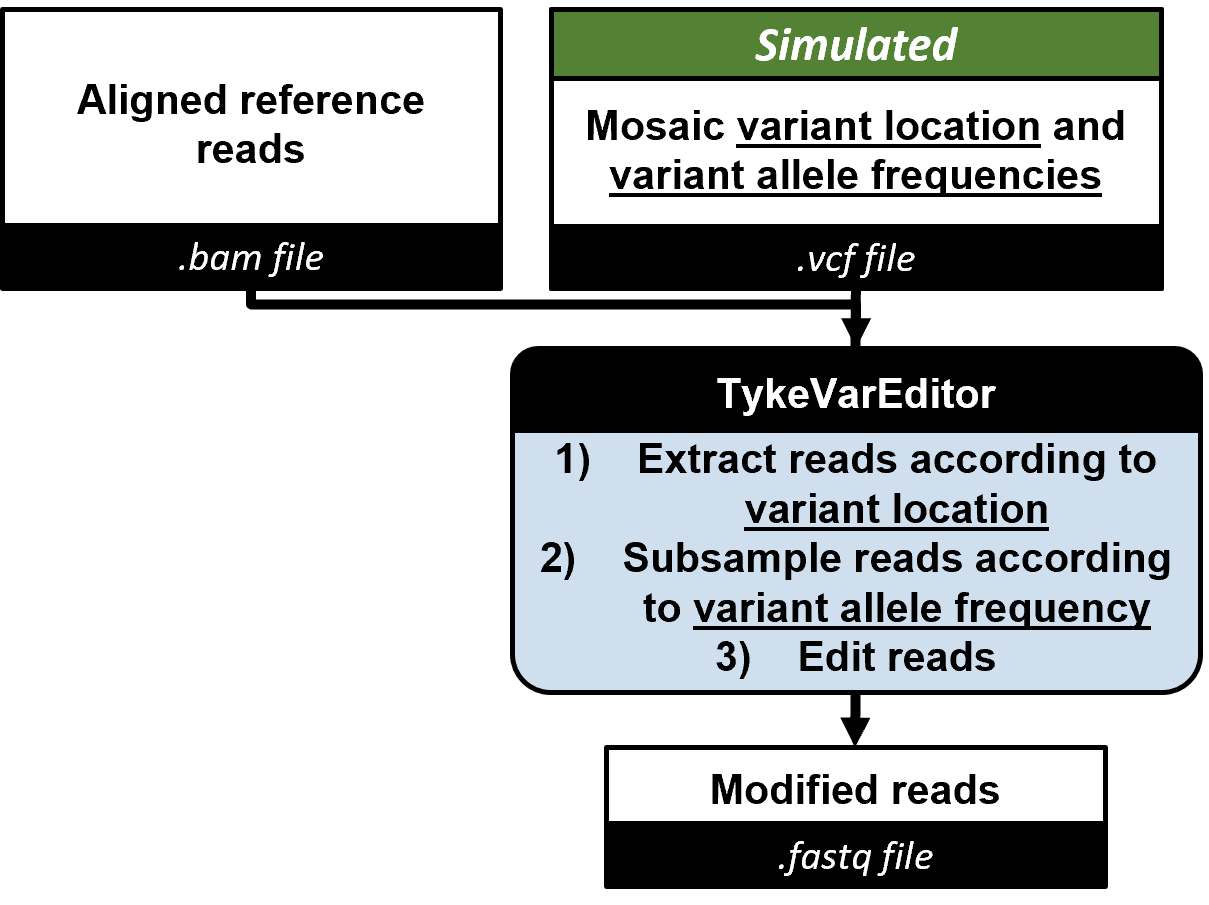 Aligned reference
reads
.bam file
Simulated
Mosaic variant location and
variant allele frequencies
.vcf file
TykeVarEditor
1) Extract reads according to
variant location
2) Subsample reads according
to variant allele frequency
3) Edit reads
Modified reads
.fastq file